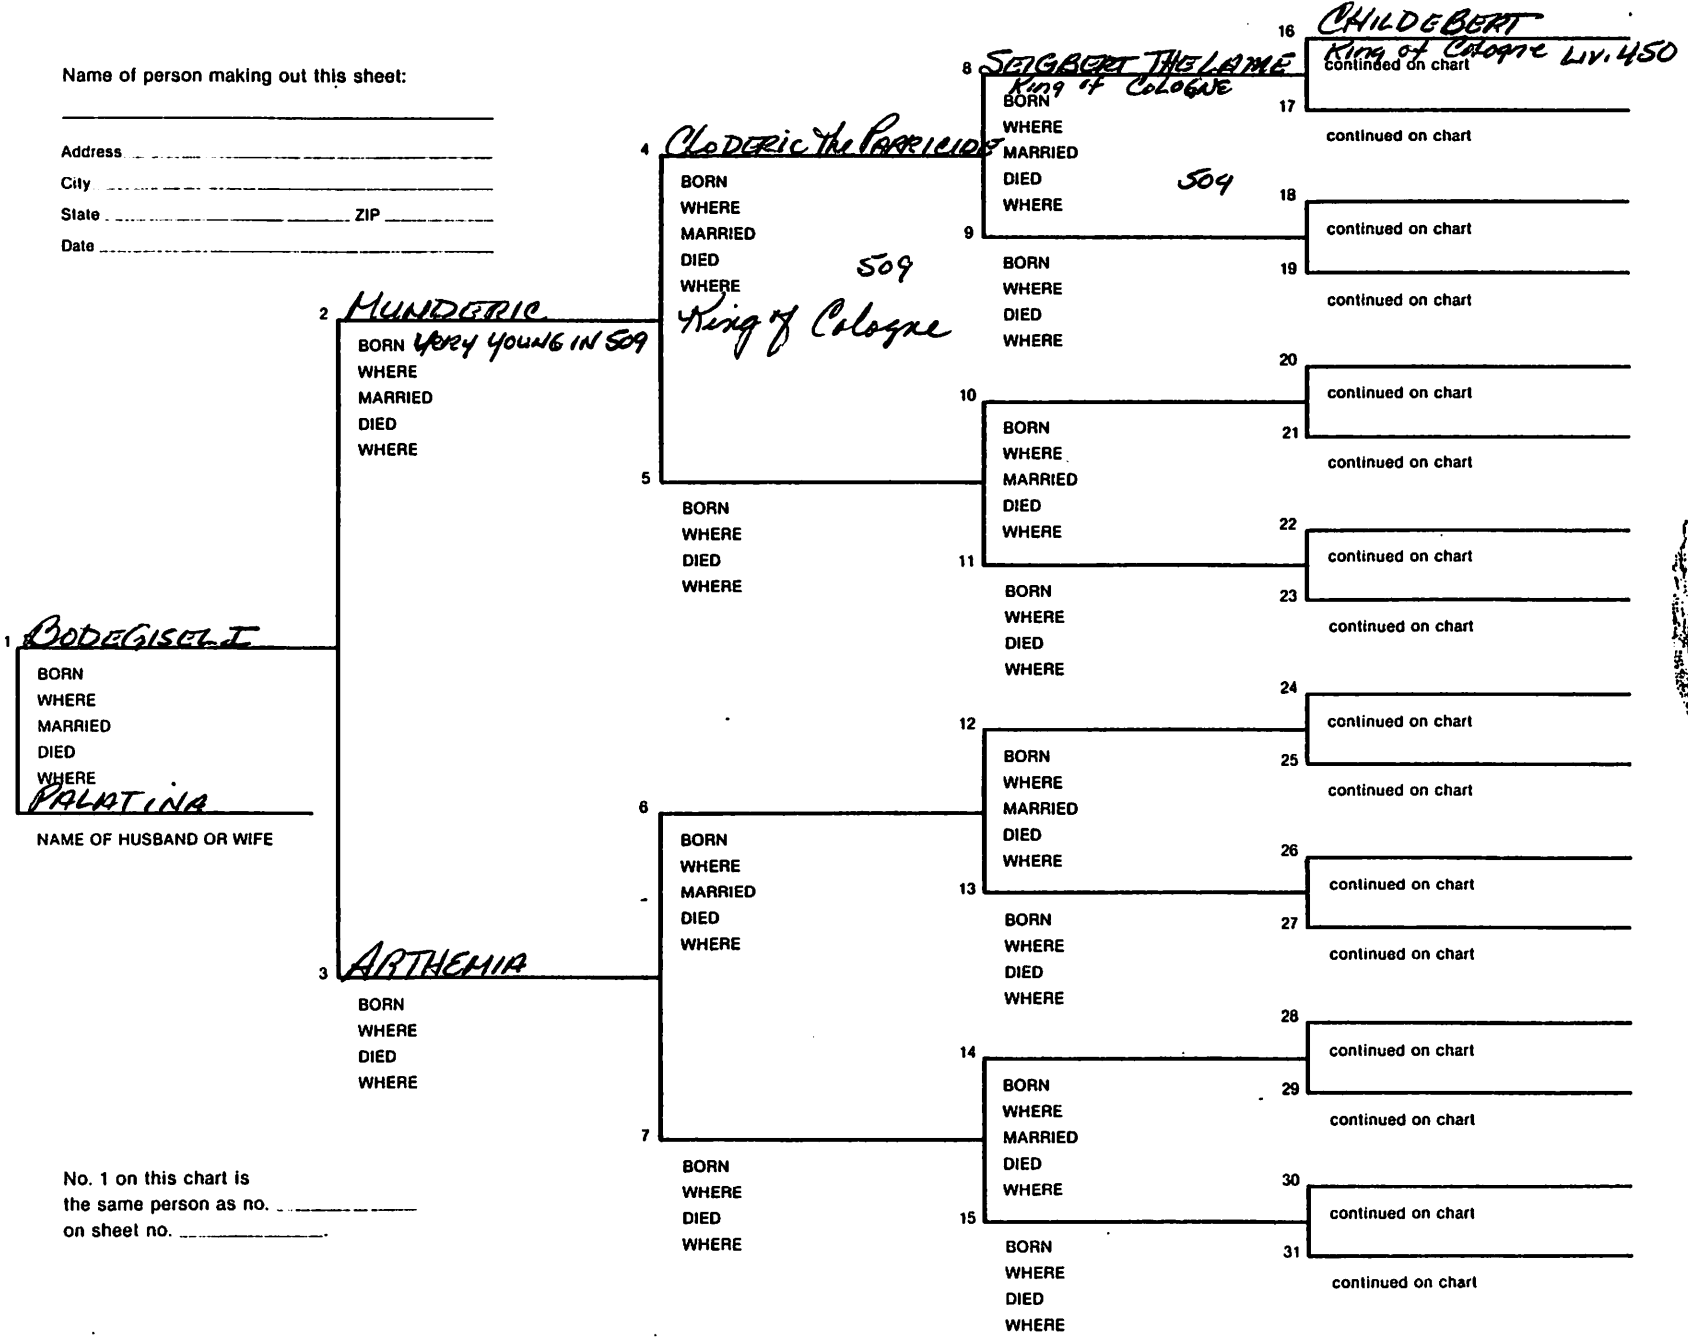 Name of person making out this sheet:
Address
City
State ZIP
Date
1 BODEGISEL I
BORN
WHERE
MARRIED
DIED
WHERE
PALATINA
NAME OF HUSBAND OR WIFE
2 MUNDERIC
BORN VERY YOUNG IN 509
WHERE
MARRIED
DIED
WHERE
3 ARTHEMIA
BORN
WHERE
DIED
WHERE
4 CLODERIC The PARRICIDE
BORN
WHERE
MARRIED
DIED 509
WHERE
King of Cologne
5
BORN
WHERE
DIED
WHERE
6
BORN
WHERE
MARRIED
DIED
WHERE
7
BORN
WHERE
DIED
WHERE
8 SEIGBERT THE LAME
King of COLOGNE
BORN
WHERE
MARRIED
DIED 509
WHERE
9
BORN
WHERE
DIED
WHERE
10
BORN
WHERE
MARRIED
DIED
WHERE
11
BORN
WHERE
DIED
WHERE
12
BORN
WHERE
MARRIED
DIED
WHERE
13
BORN
WHERE
DIED
WHERE
14
BORN
WHERE
MARRIED
DIED
WHERE
15
BORN
WHERE
DIED
WHERE
16 CHILDEBERT
King of Cologne LIV. 450
continued on chart
17
continued on chart
18
continued on chart
19
continued on chart
20
continued on chart
21
continued on chart
22
continued on chart
23
continued on chart
24
continued on chart
25
continued on chart
26
continued on chart
27
continued on chart
28
continued on chart
29
continued on chart
30
continued on chart
31
continued on chart
No. 1 on this chart is
the same person as no.
on sheet no. .